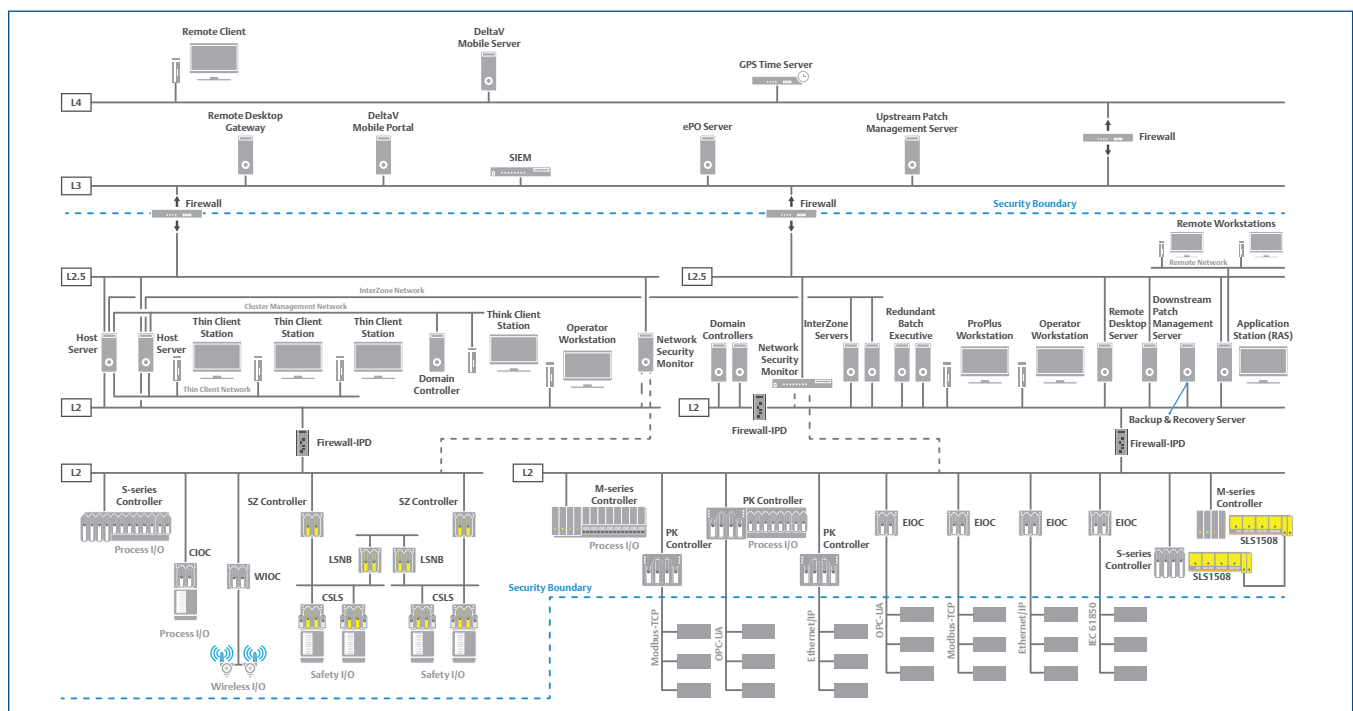 Remote Client
DeltaV
Mobile Server
GPS Time Server
L4
Remote Desktop
Gateway
DeltaV
Mobile Portal
SIEM
ePO Server
Upstream Patch
Management Server
Firewall
L3
Firewall
Firewall
Security Boundary
Remote Workstations
Remote Network
L2.5
L2.5
InterZone Network
Cluster Management Network
Host
Server
Host
Server
Thin Client
Station
Thin Client
Station
Thin Client
Station
Domain
Controller
Think Client
Station
Operator
Workstation
Network
Security
Monitor
Thin Client Network
Domain
Controllers
Network
Security
Monitor
InterZone
Servers
Redundant
Batch
Executive
ProPlus
Workstation
Operator
Workstation
Remote
Desktop
Server
Downstream
Patch
Management
Server
Application
Station (RAS)
L2
L2
Backup & Recovery Server
Firewall-IPD
Firewall-IPD
Firewall-IPD
L2
L2
S-series
Controller
Process I/O
CIOC
Process I/O
WIOC
Wireless I/O
SZ Controller
SZ Controller
LSNB
LSNB
CSLS
CSLS
Safety I/O
Safety I/O
M-series
Controller
Process I/O
PK
Controller
PK Controller
Process I/O
PK
Controller
EIOC
EIOC
EIOC
EIOC
M-series
Controller
SLS1508
S-series
Controller
SLS1508
Security Boundary
Modbus-TCP
OPC-UA
Ethernet/IP
OPC-UA
Modbus-TCP
Ethernet/IP
IEC 61850